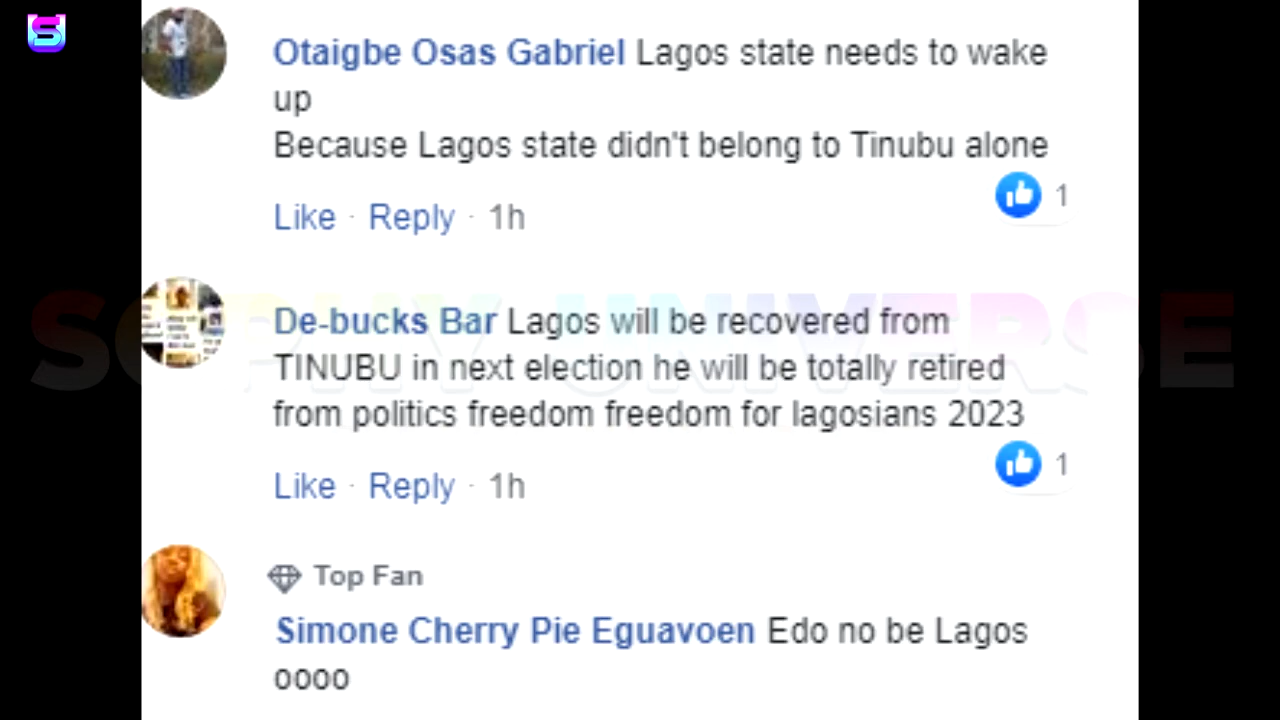 S
Otaigbe Osas Gabriel Lagos state needs to wake
up
Because Lagos state didn't belong to Tinubu alone
Like · Reply · 1h
1
SOPHY UNIVERSE
De-bucks Bar Lagos will be recovered from
TINUBU in next election he will be totally retired
from politics freedom freedom for lagosians 2023
Like · Reply · 1h
1
Top Fan
Simone Cherry Pie Eguavoen Edo no be Lagos
oooo